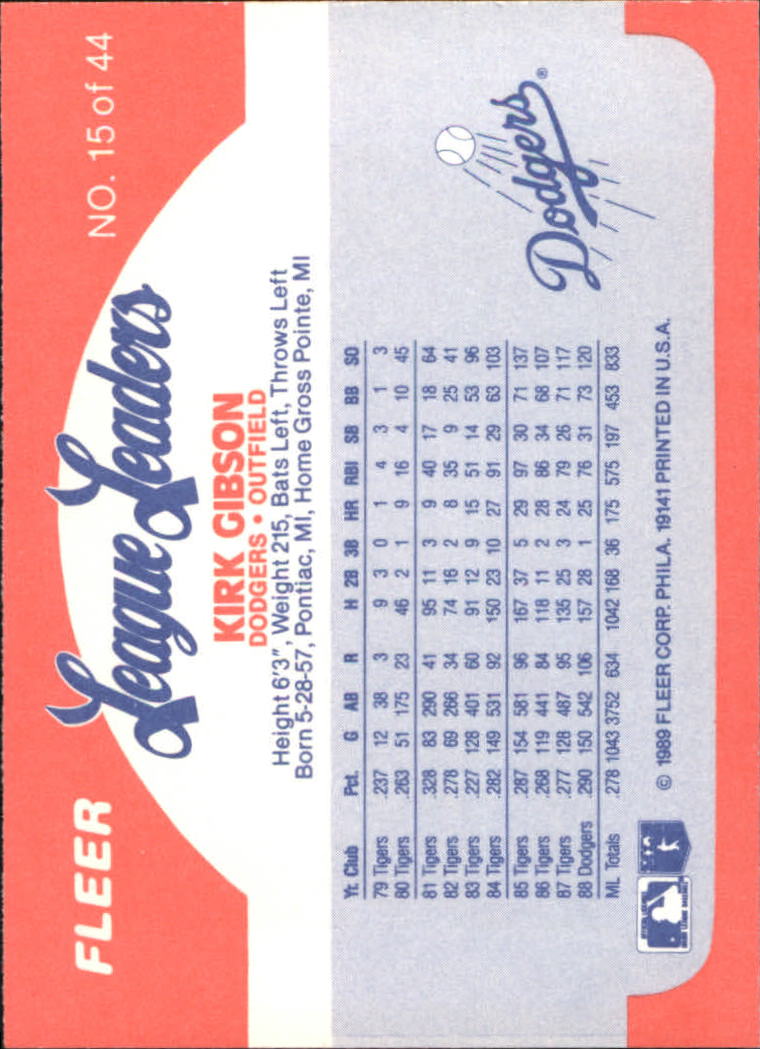 FLEER
NO. 15 of 44
League Leaders
KIRK GIBSON
DODGERS • OUTFIELD
Height 6'3", Weight 215, Bats Left, Throws Left
Born 5-28-57, Pontiac, MI, Home Gross Pointe, MI
Yr. Club Pct. G AB R H 2B 3B HR RBI SB BB SO
79 Tigers .237 12 38 3 9 3 0 1 4 3 1 3
80 Tigers .263 51 175 23 46 2 1 9 16 4 10 45
81 Tigers .328 83 290 41 95 11 3 9 40 17 18 64
82 Tigers .278 69 266 34 74 16 2 8 35 9 25 41
83 Tigers .227 128 401 60 91 12 9 15 51 14 53 96
84 Tigers .282 149 531 92 150 23 10 27 91 29 63 103
85 Tigers .287 154 581 96 167 37 5 29 97 30 71 137
86 Tigers .268 119 441 84 118 11 2 28 86 34 68 107
87 Tigers .277 128 487 95 135 25 3 24 79 26 71 117
88 Dodgers .290 150 542 106 157 28 1 25 76 31 73 120
ML Totals .278 1043 3752 634 1042 168 36 175 575 197 453 833
Dodgers®
© 1989 FLEER CORP. PHILA. 19141 PRINTED IN U.S.A.